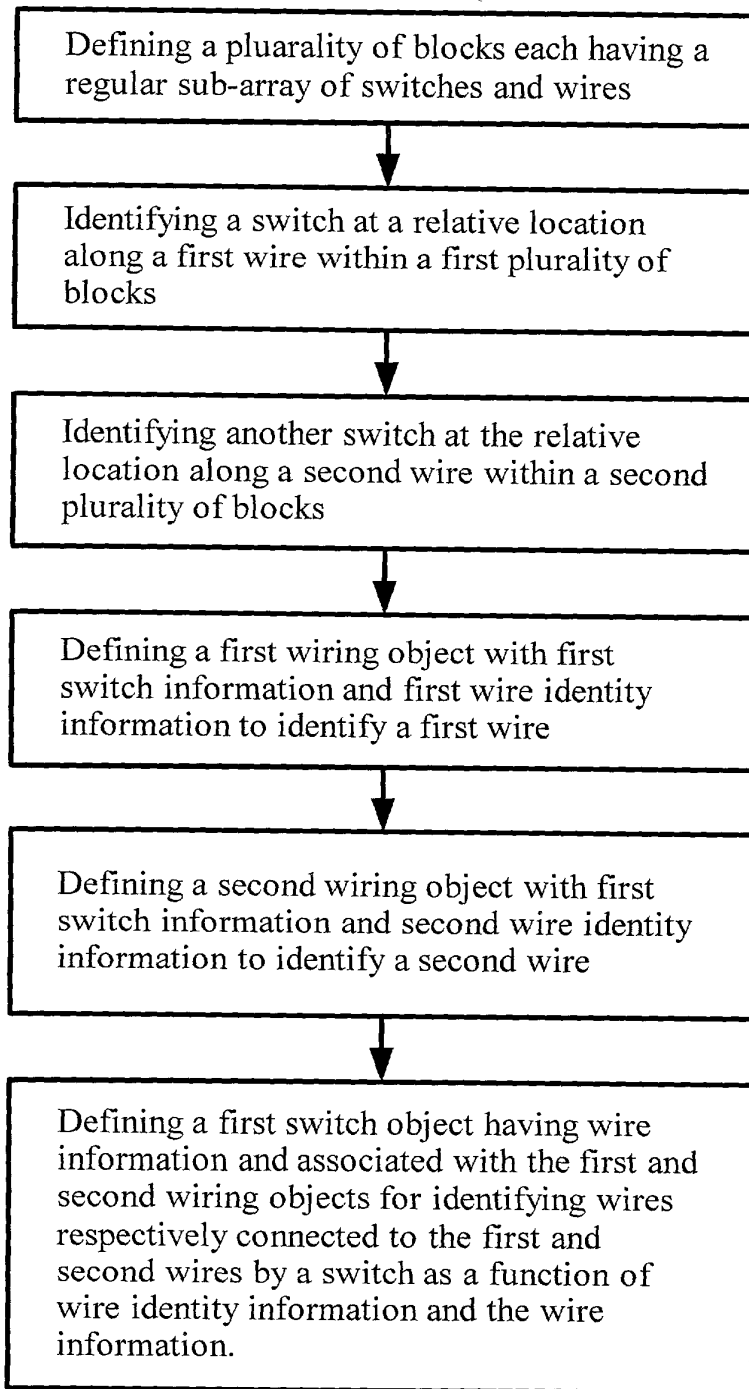 Defining a pluarality of blocks each having a
regular sub-array of switches and wires
Identifying a switch at a relative location
along a first wire within a first plurality of
blocks
Identifying another switch at the relative
location along a second wire within a second
plurality of blocks
Defining a first wiring object with first
switch information and first wire identity
information to identify a first wire
Defining a second wiring object with first
switch information and second wire identity
information to identify a second wire
Defining a first switch object having wire
information and associated with the first and
second wiring objects for identifying wires
respectively connected to the first and
second wires by a switch as a function of
wire identity information and the wire
information.